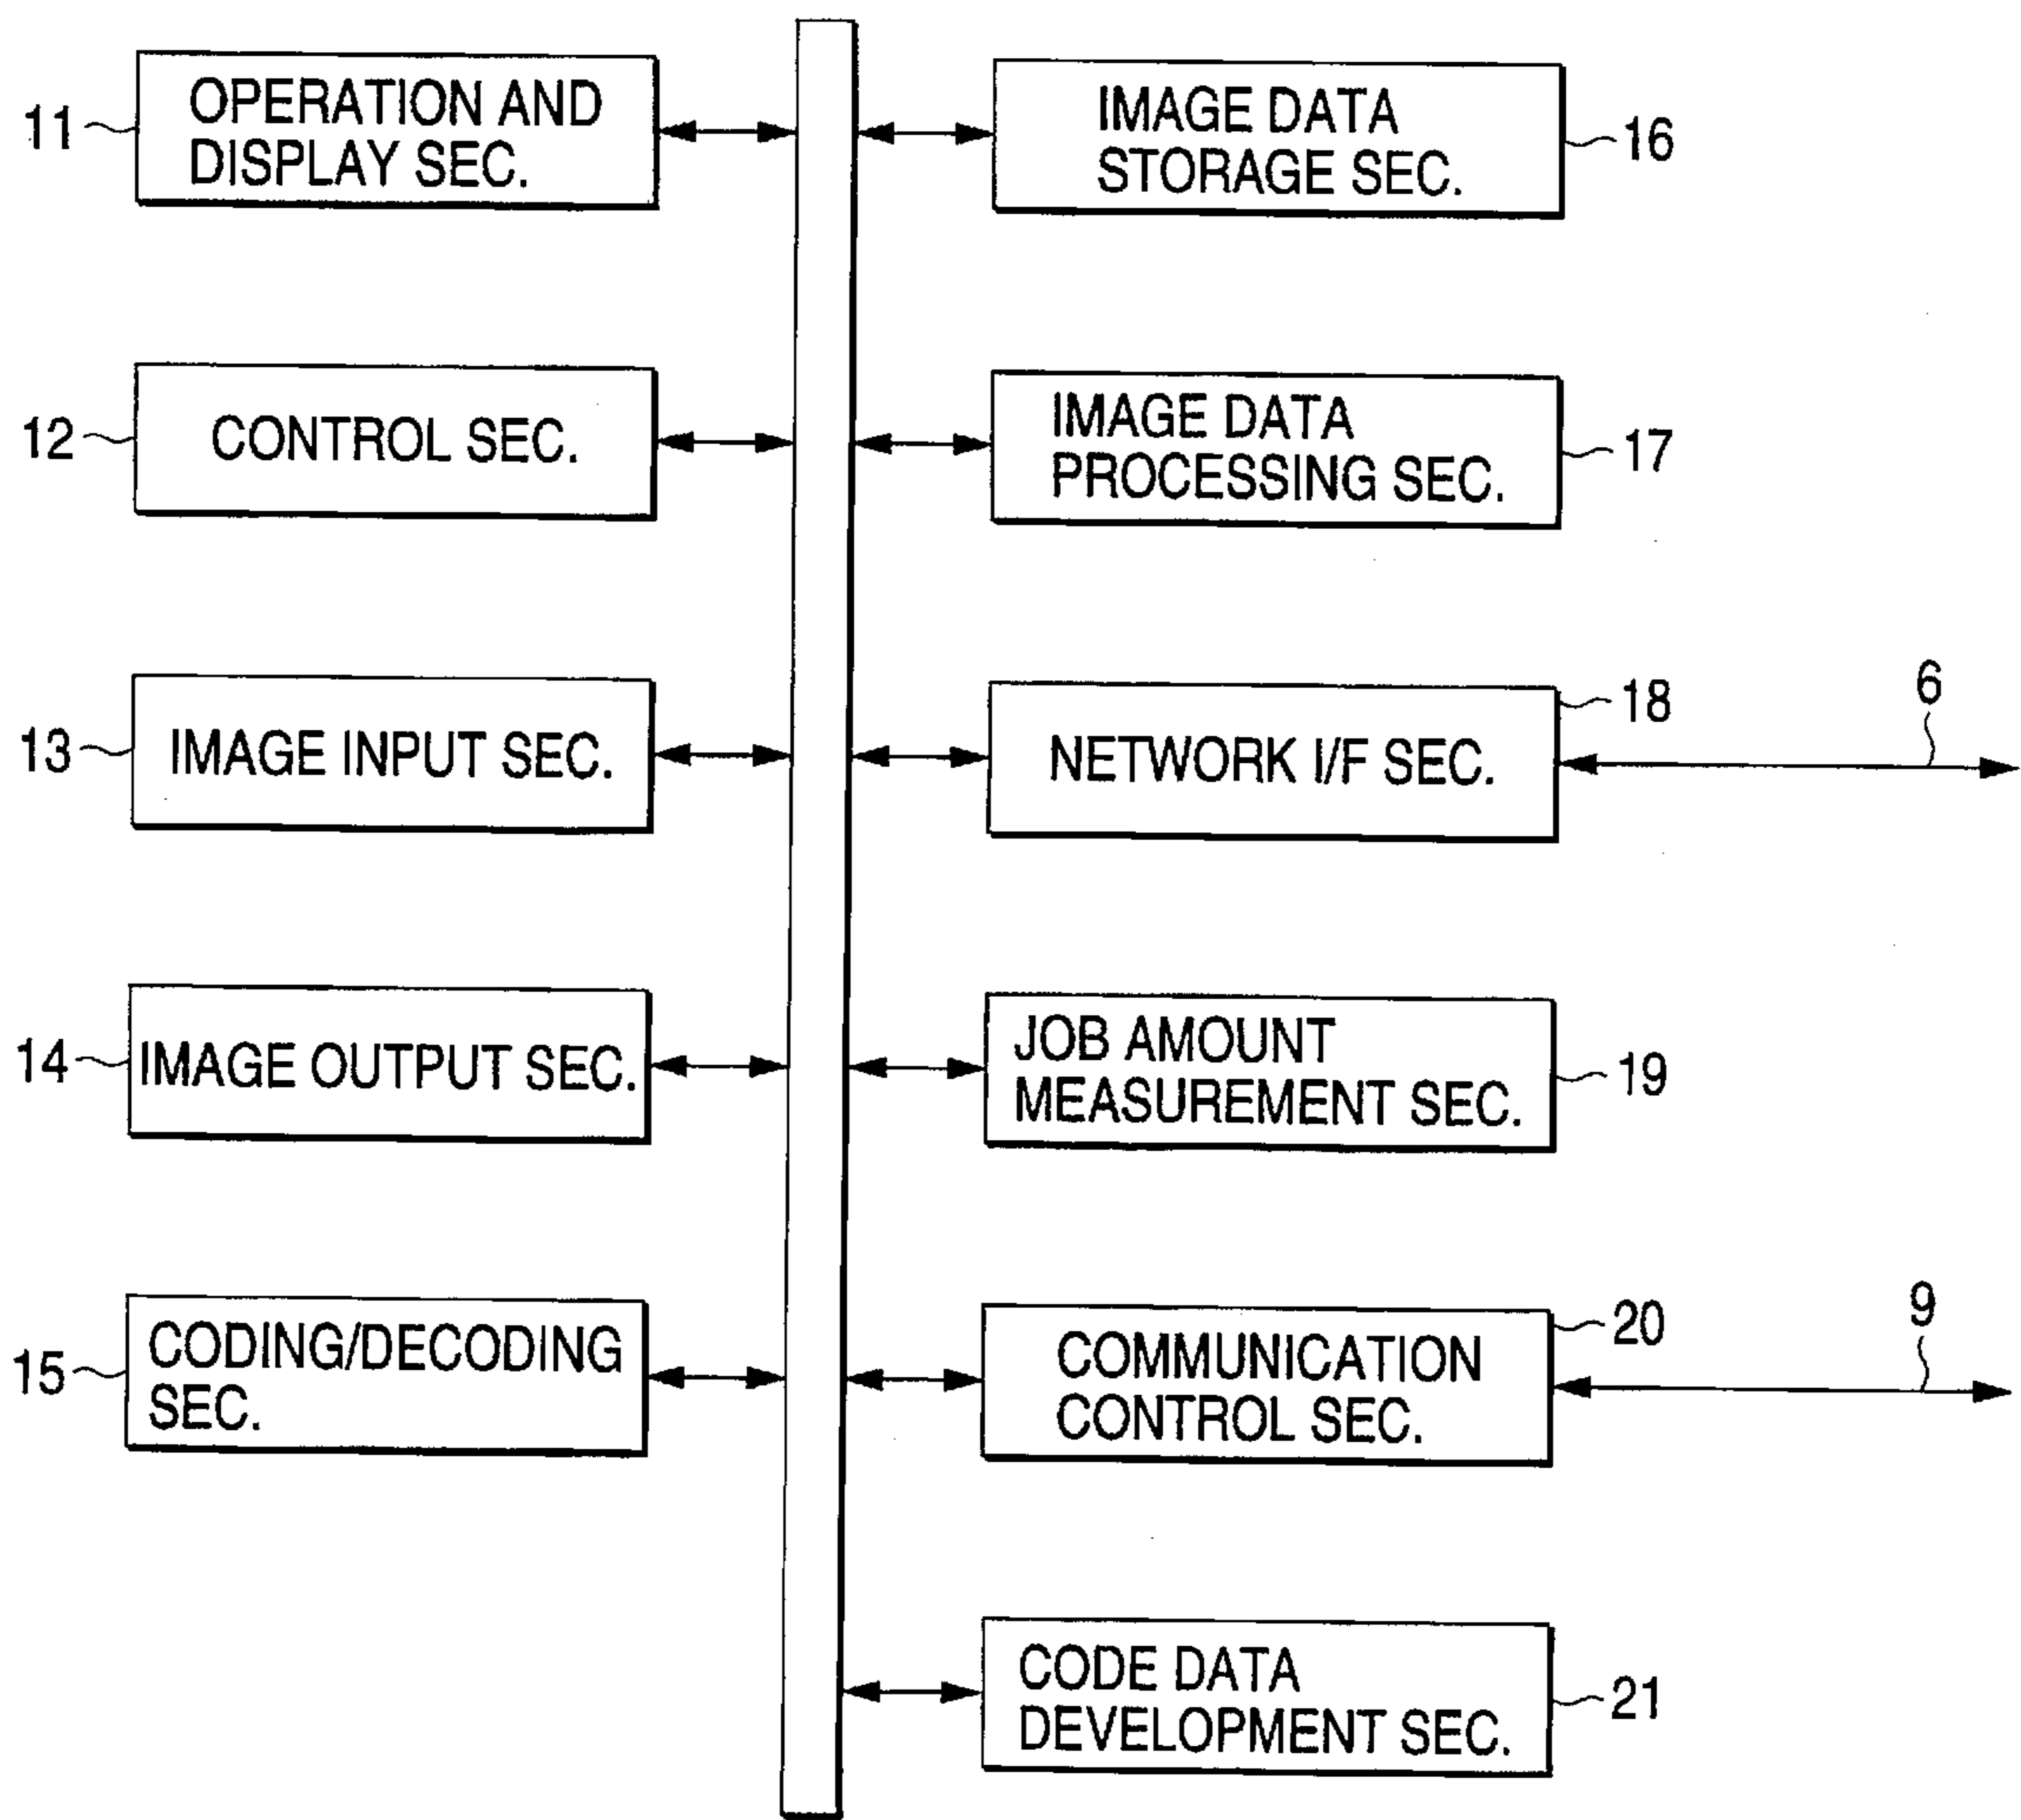 11
OPERATION AND
DISPLAY SEC.
IMAGE DATA
STORAGE SEC.
16
12
CONTROL SEC.
IMAGE DATA
PROCESSING SEC.
17
13
IMAGE INPUT SEC.
NETWORK I/F SEC.
18
6
14
IMAGE OUTPUT SEC.
JOB AMOUNT
MEASUREMENT SEC.
19
15
CODING/DECODING
SEC.
COMMUNICATION
CONTROL SEC.
20
9
CODE DATA
DEVELOPMENT SEC.
21